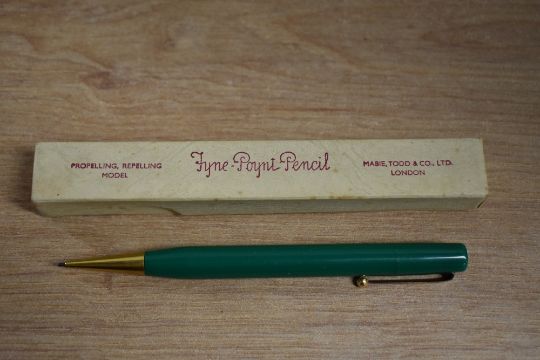 PROPELLING, REPELLING
MODEL
Fyne-Poynt-Pencil
MABIE, TODD & CO., LTD.
LONDON